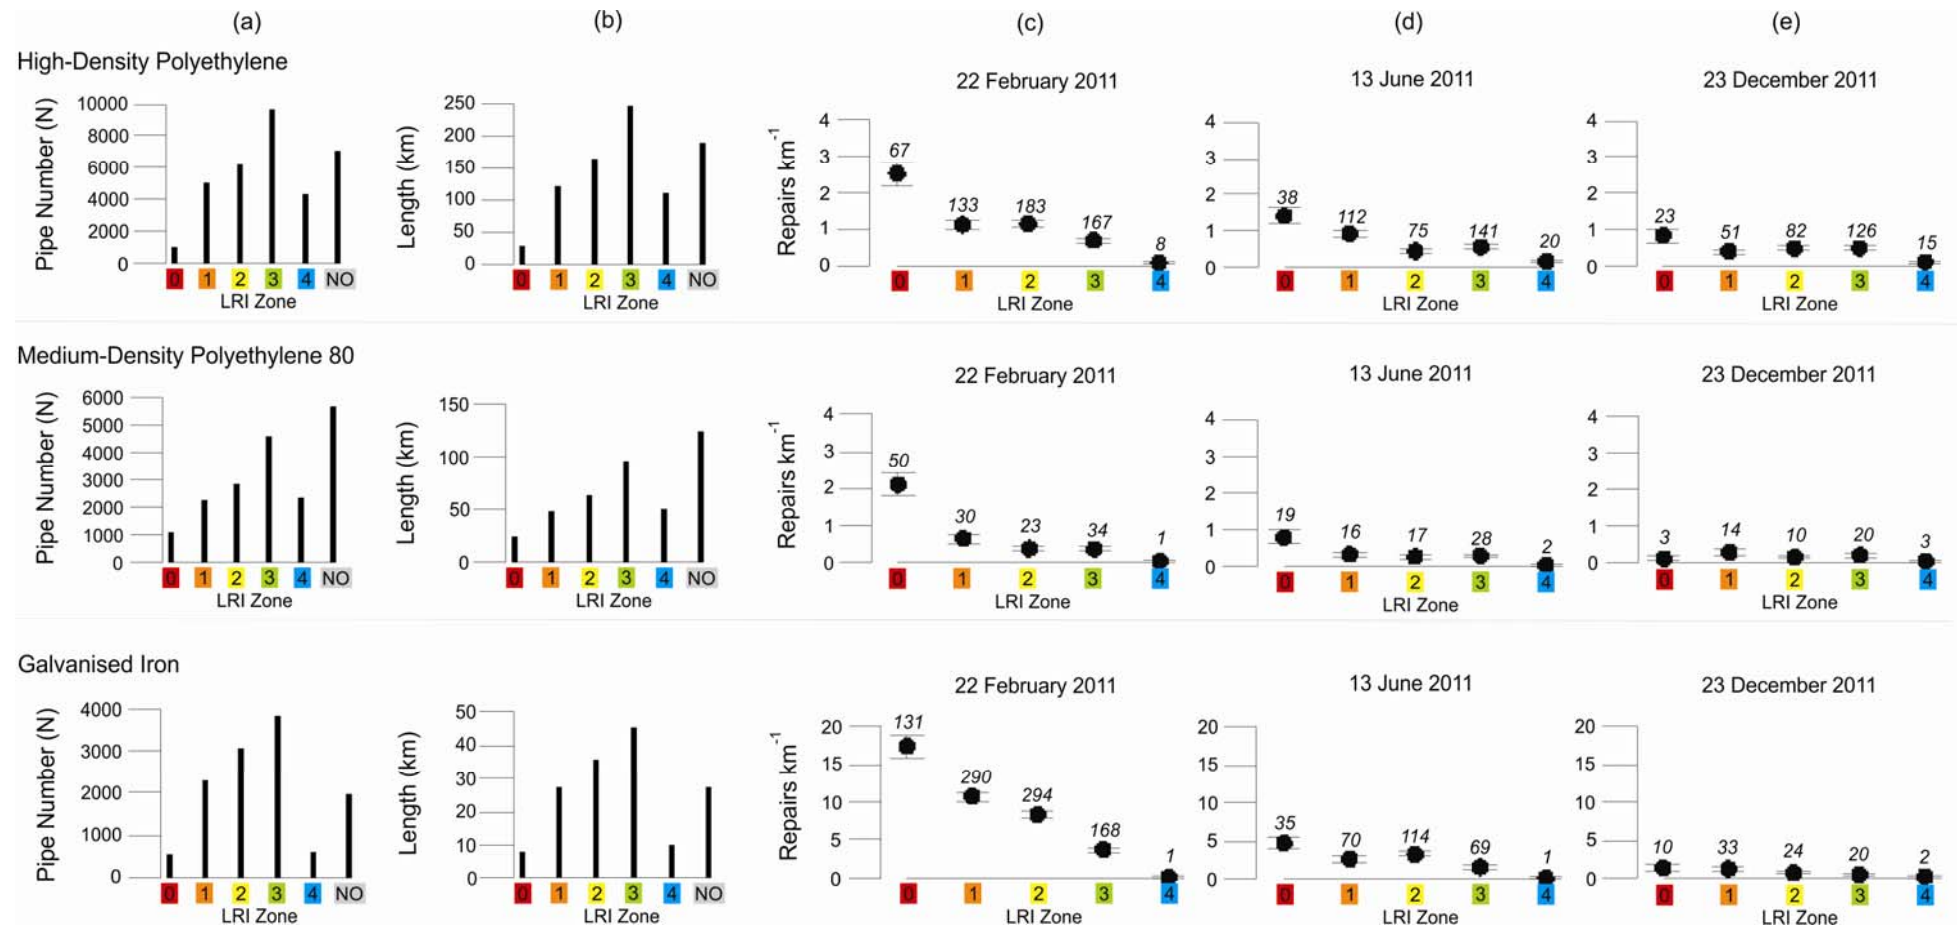 (a) (b) (c) (d) (e)
High-Density Polyethylene
22 February 2011 13 June 2011 23 December 2011
Pipe Number (N)
10000
8000
6000
4000
2000
0
0 1 2 3 4 NO
LRI Zone
Length (km)
250
200
150
100
50
0
0 1 2 3 4 NO
LRI Zone
Repairs km⁻¹
4
3
2
1
0
67 133 183 167 8
0 1 2 3 4
LRI Zone
4
3
2
1
0
38 112 75 141 20
0 1 2 3 4
LRI Zone
4
3
2
1
0
23 51 82 126 15
0 1 2 3 4
LRI Zone
Medium-Density Polyethylene 80
22 February 2011 13 June 2011 23 December 2011
Pipe Number (N)
6000
5000
4000
3000
2000
1000
0
0 1 2 3 4 NO
LRI Zone
Length (km)
150
100
50
0
0 1 2 3 4 NO
LRI Zone
Repairs km⁻¹
4
3
2
1
0
50 30 23 34 1
0 1 2 3 4
LRI Zone
4
3
2
1
0
19 16 17 28 2
0 1 2 3 4
LRI Zone
4
3
2
1
0
3 14 10 20 3
0 1 2 3 4
LRI Zone
Galvanised Iron
22 February 2011 13 June 2011 23 December 2011
Pipe Number (N)
4000
3000
2000
1000
0
0 1 2 3 4 NO
LRI Zone
Length (km)
50
40
30
20
10
0
0 1 2 3 4 NO
LRI Zone
Repairs km⁻¹
20
15
10
5
0
131 290 294 168 1
0 1 2 3 4
LRI Zone
20
15
10
5
0
35 70 114 69 1
0 1 2 3 4
LRI Zone
20
15
10
5
0
10 33 24 20 2
0 1 2 3 4
LRI Zone